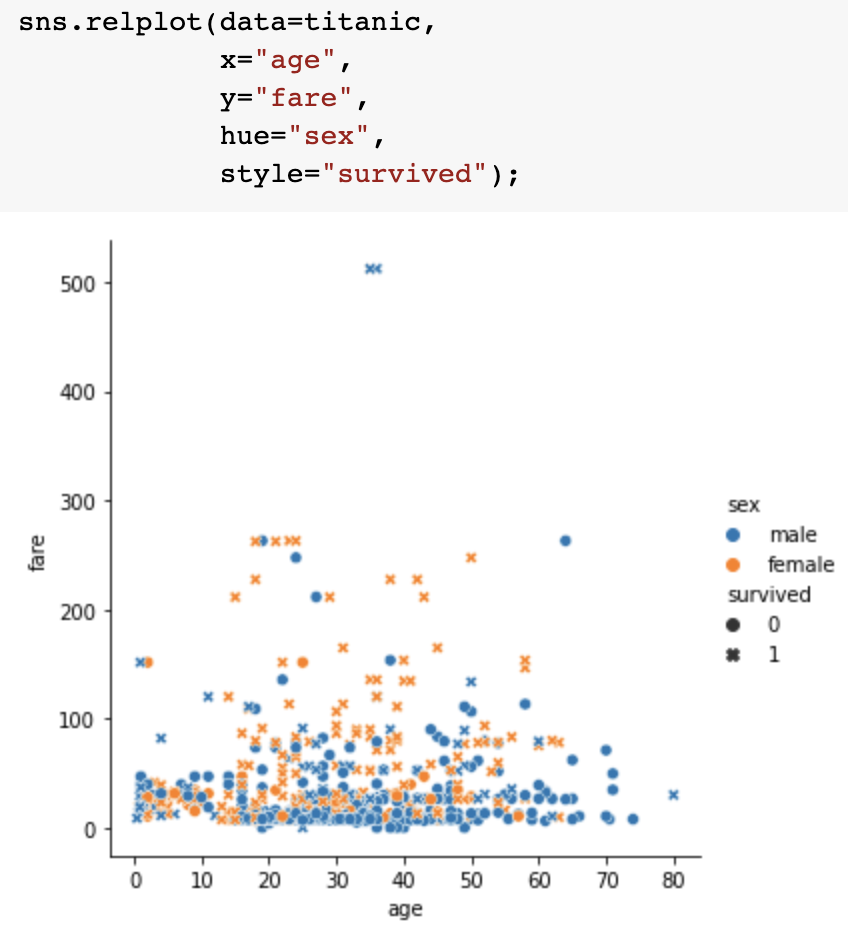 sns.relplot(data=titanic,
x="age",
y="fare",
hue="sex",
style="survived");
500
400
300
200
100
0
fare
0 10 20 30 40 50 60 70 80
age
sex
male
female
survived
0
1